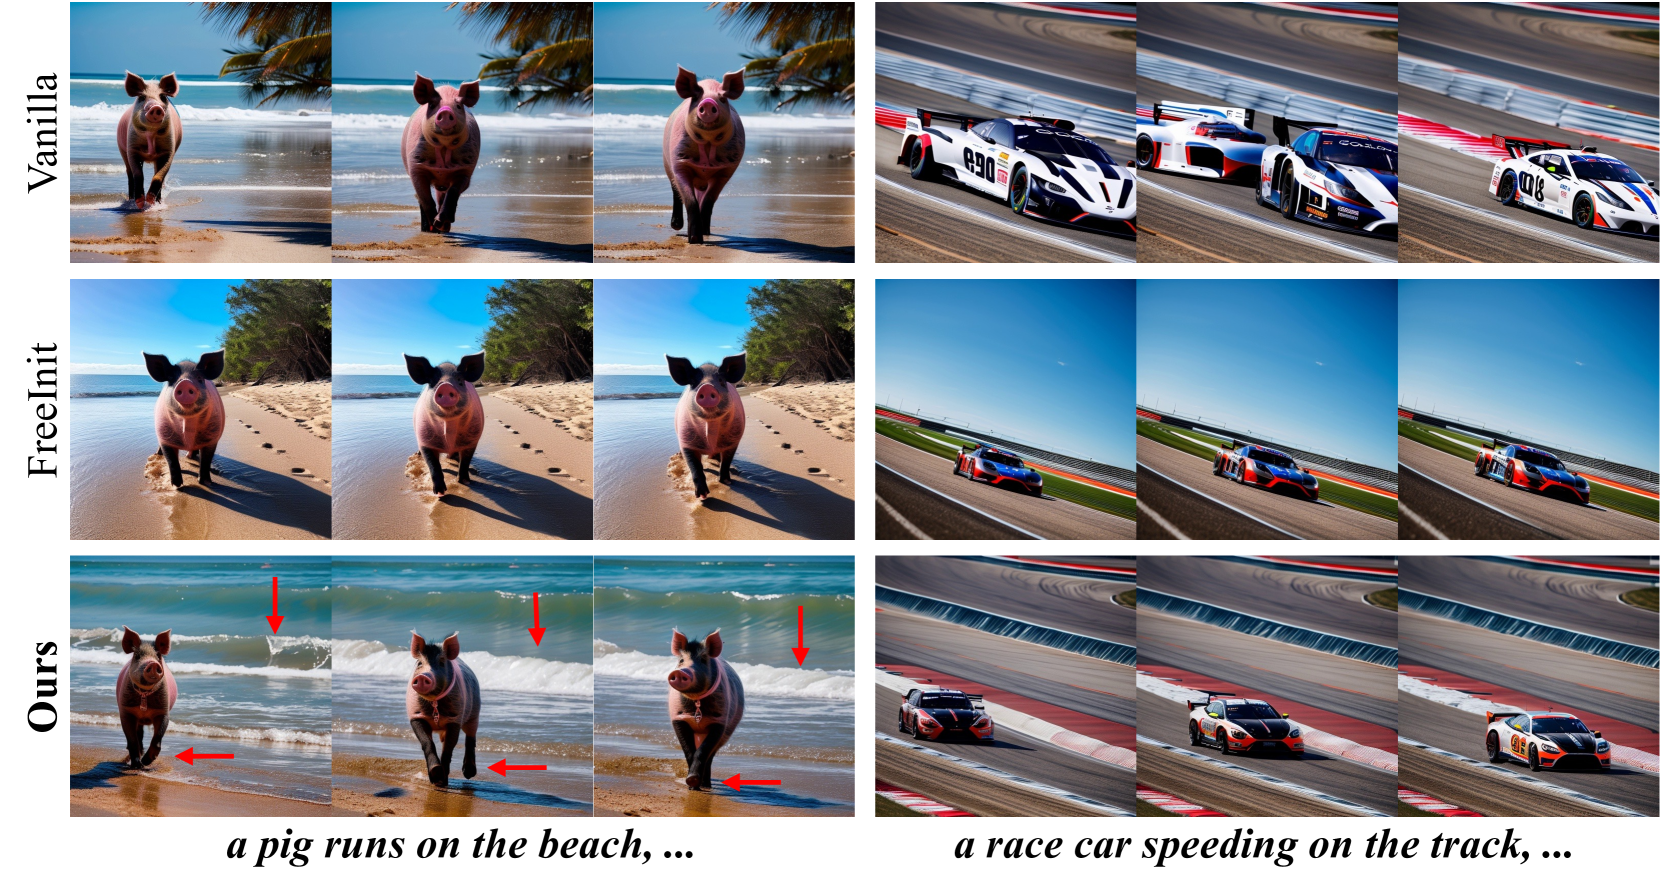 Vanilla
FreeInit
Ours
a pig runs on the beach, ...
a race car speeding on the track, ...